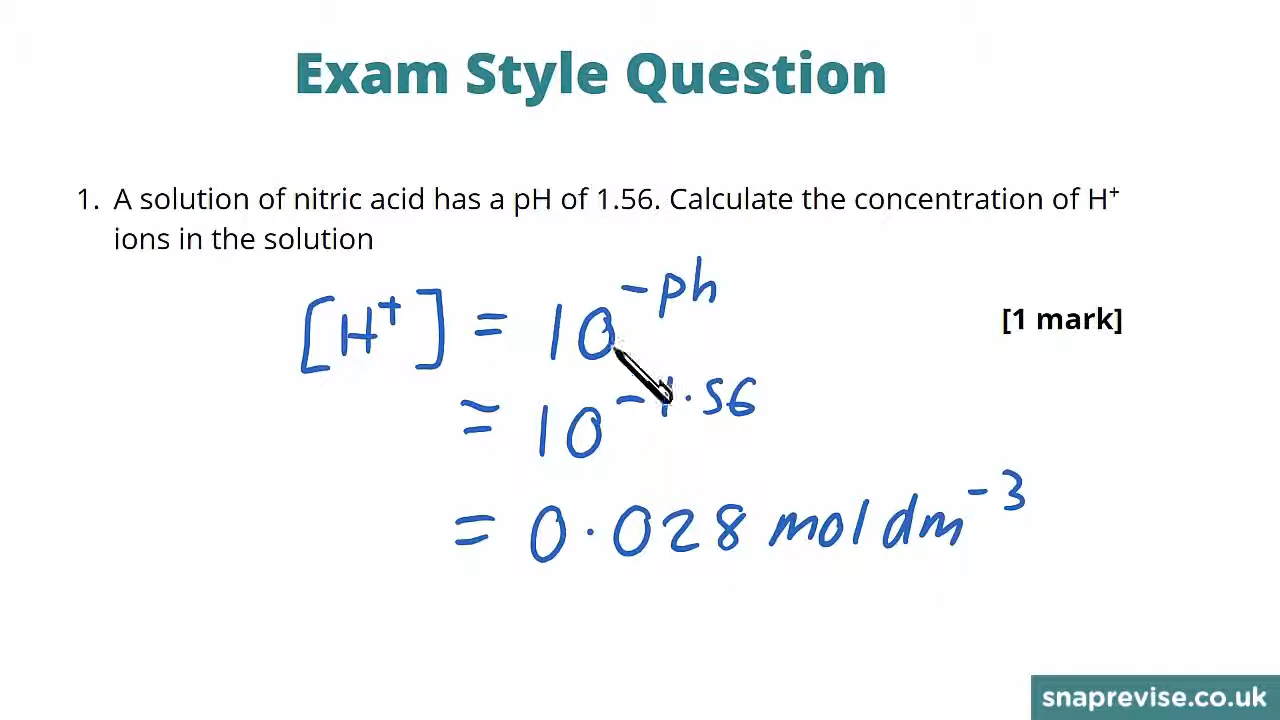 Exam Style Question
1. A solution of nitric acid has a pH of 1.56. Calculate the concentration of H⁺
ions in the solution
[H⁺] = 10⁻ᵖʰ
[1 mark]
= 10⁻¹·⁵⁶
= 0.028 mol dm⁻³
snaprevise.co.uk